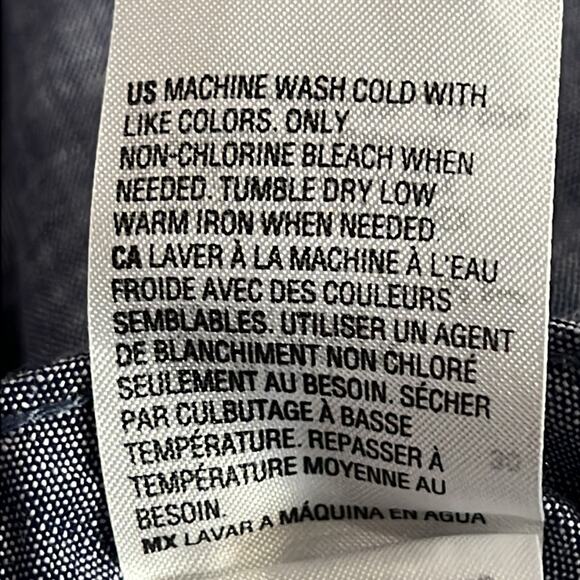 US MACHINE WASH COLD WITH
LIKE COLORS. ONLY
NON-CHLORINE BLEACH WHEN
NEEDED. TUMBLE DRY LOW
WARM IRON WHEN NEEDED.
CA LAVER À LA MACHINE À L'EAU
FROIDE AVEC DES COULEURS
SEMBLABLES. UTILISER UN AGENT
DE BLANCHIMENT NON CHLORÉ
SEULEMENT AU BESOIN. SÉCHER
PAR CULBUTAGE À BASSE
TEMPÉRATURE. REPASSER À
TEMPÉRATURE MOYENNE AU
BESOIN.
MX LAVAR A MÁQUINA EN AGUA